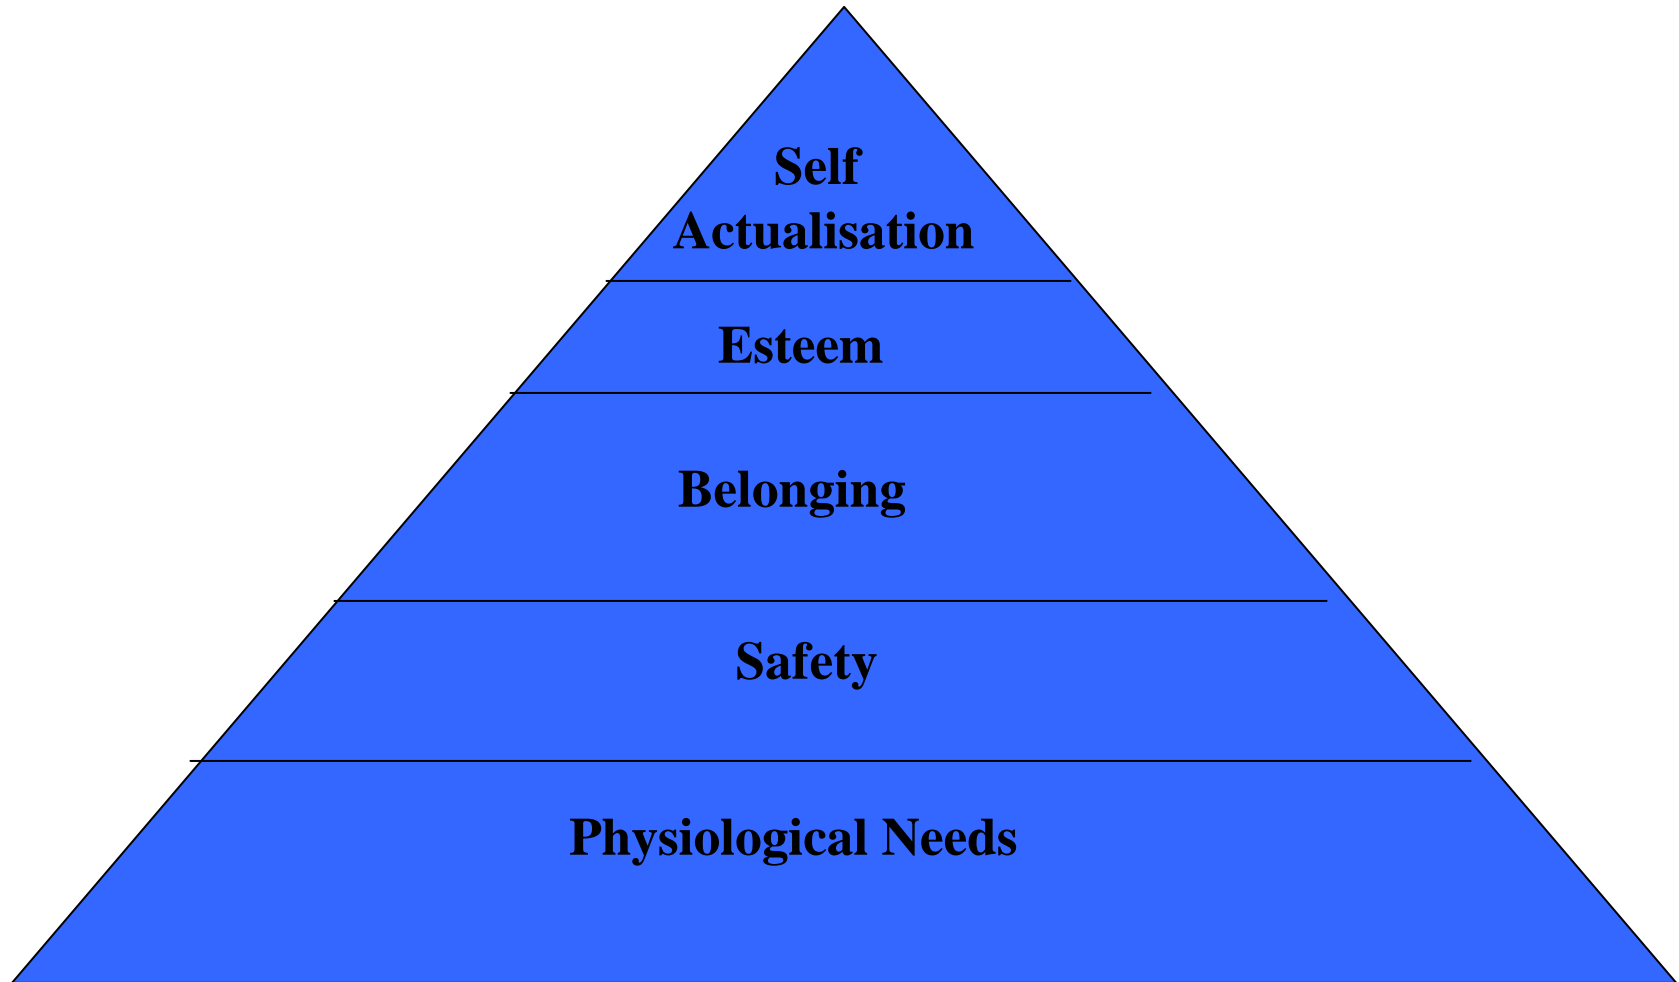 Self
Actualisation
Esteem
Belonging
Safety
Physiological Needs